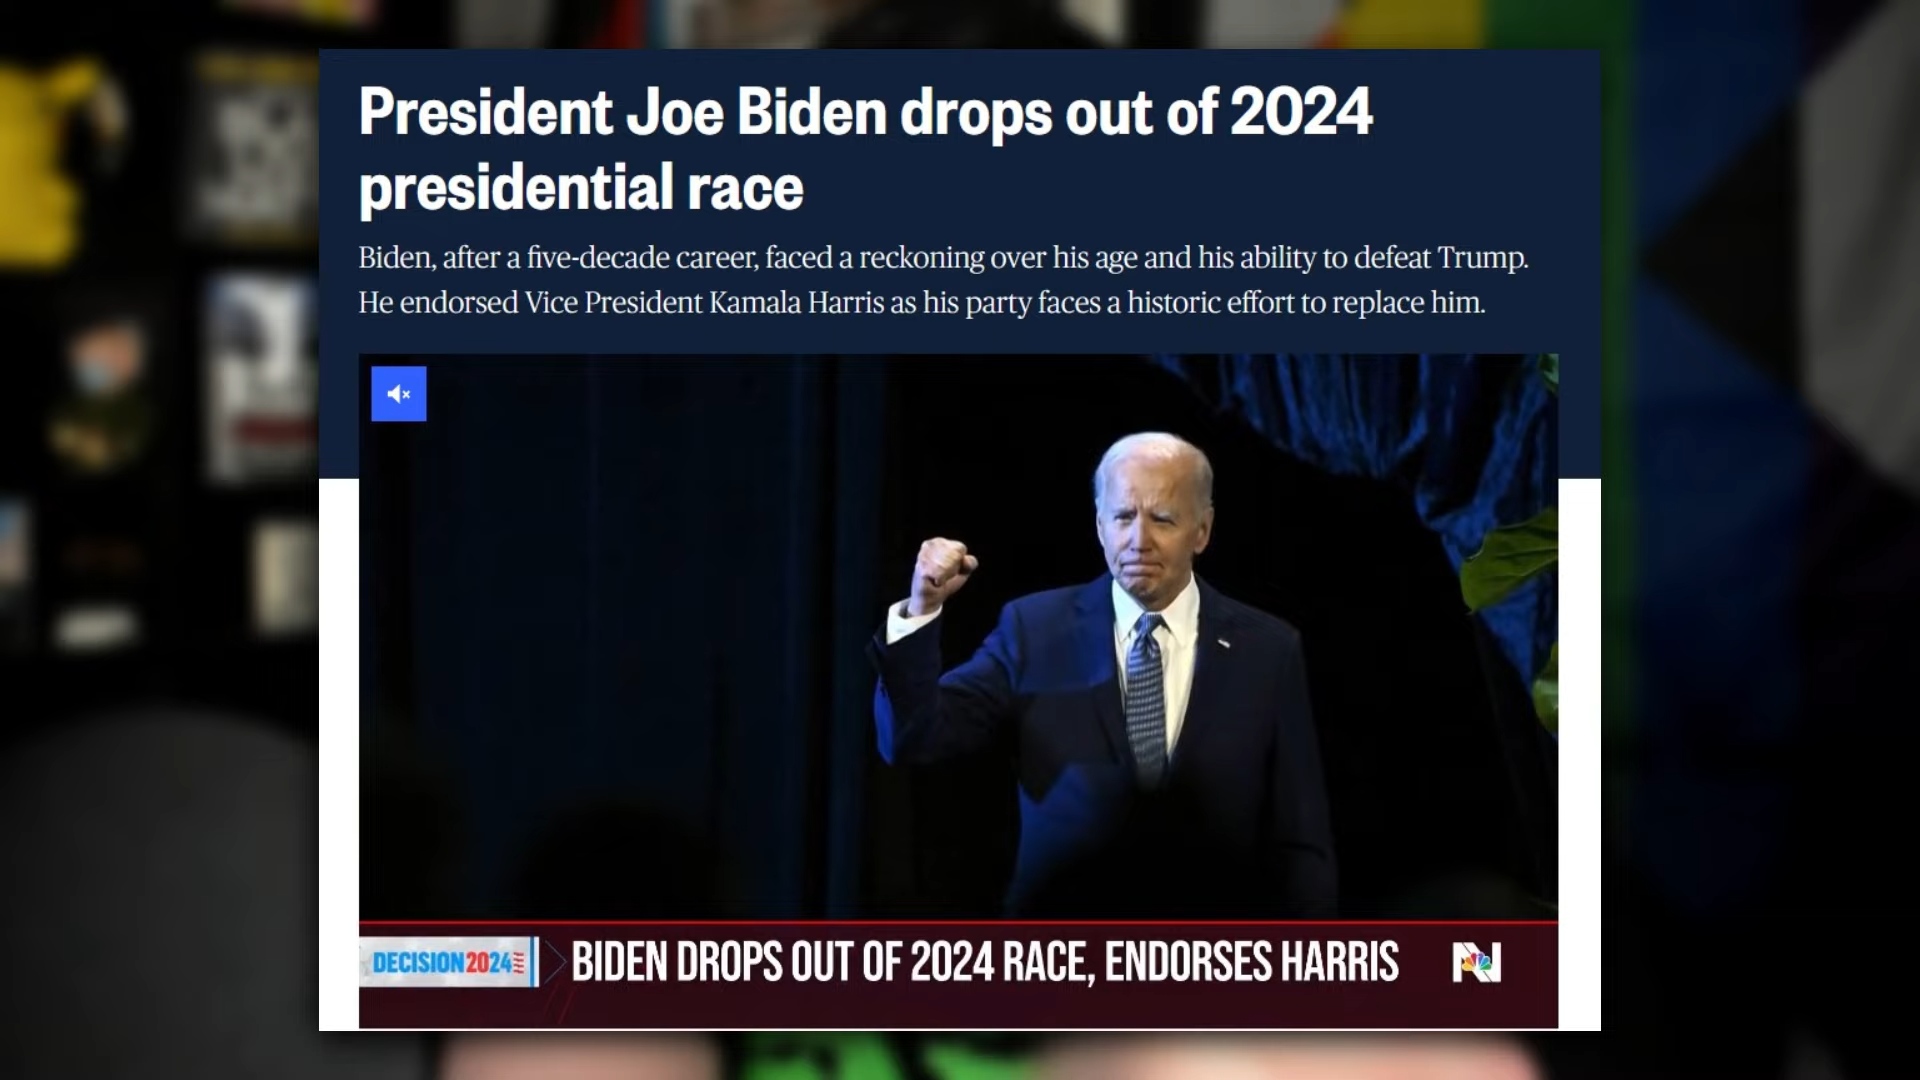 President Joe Biden drops out of 2024
presidential race
Biden, after a five-decade career, faced a reckoning over his age and his ability to defeat Trump.
He endorsed Vice President Kamala Harris as his party faces a historic effort to replace him.
DECISION 2024
BIDEN DROPS OUT OF 2024 RACE, ENDORSES HARRIS